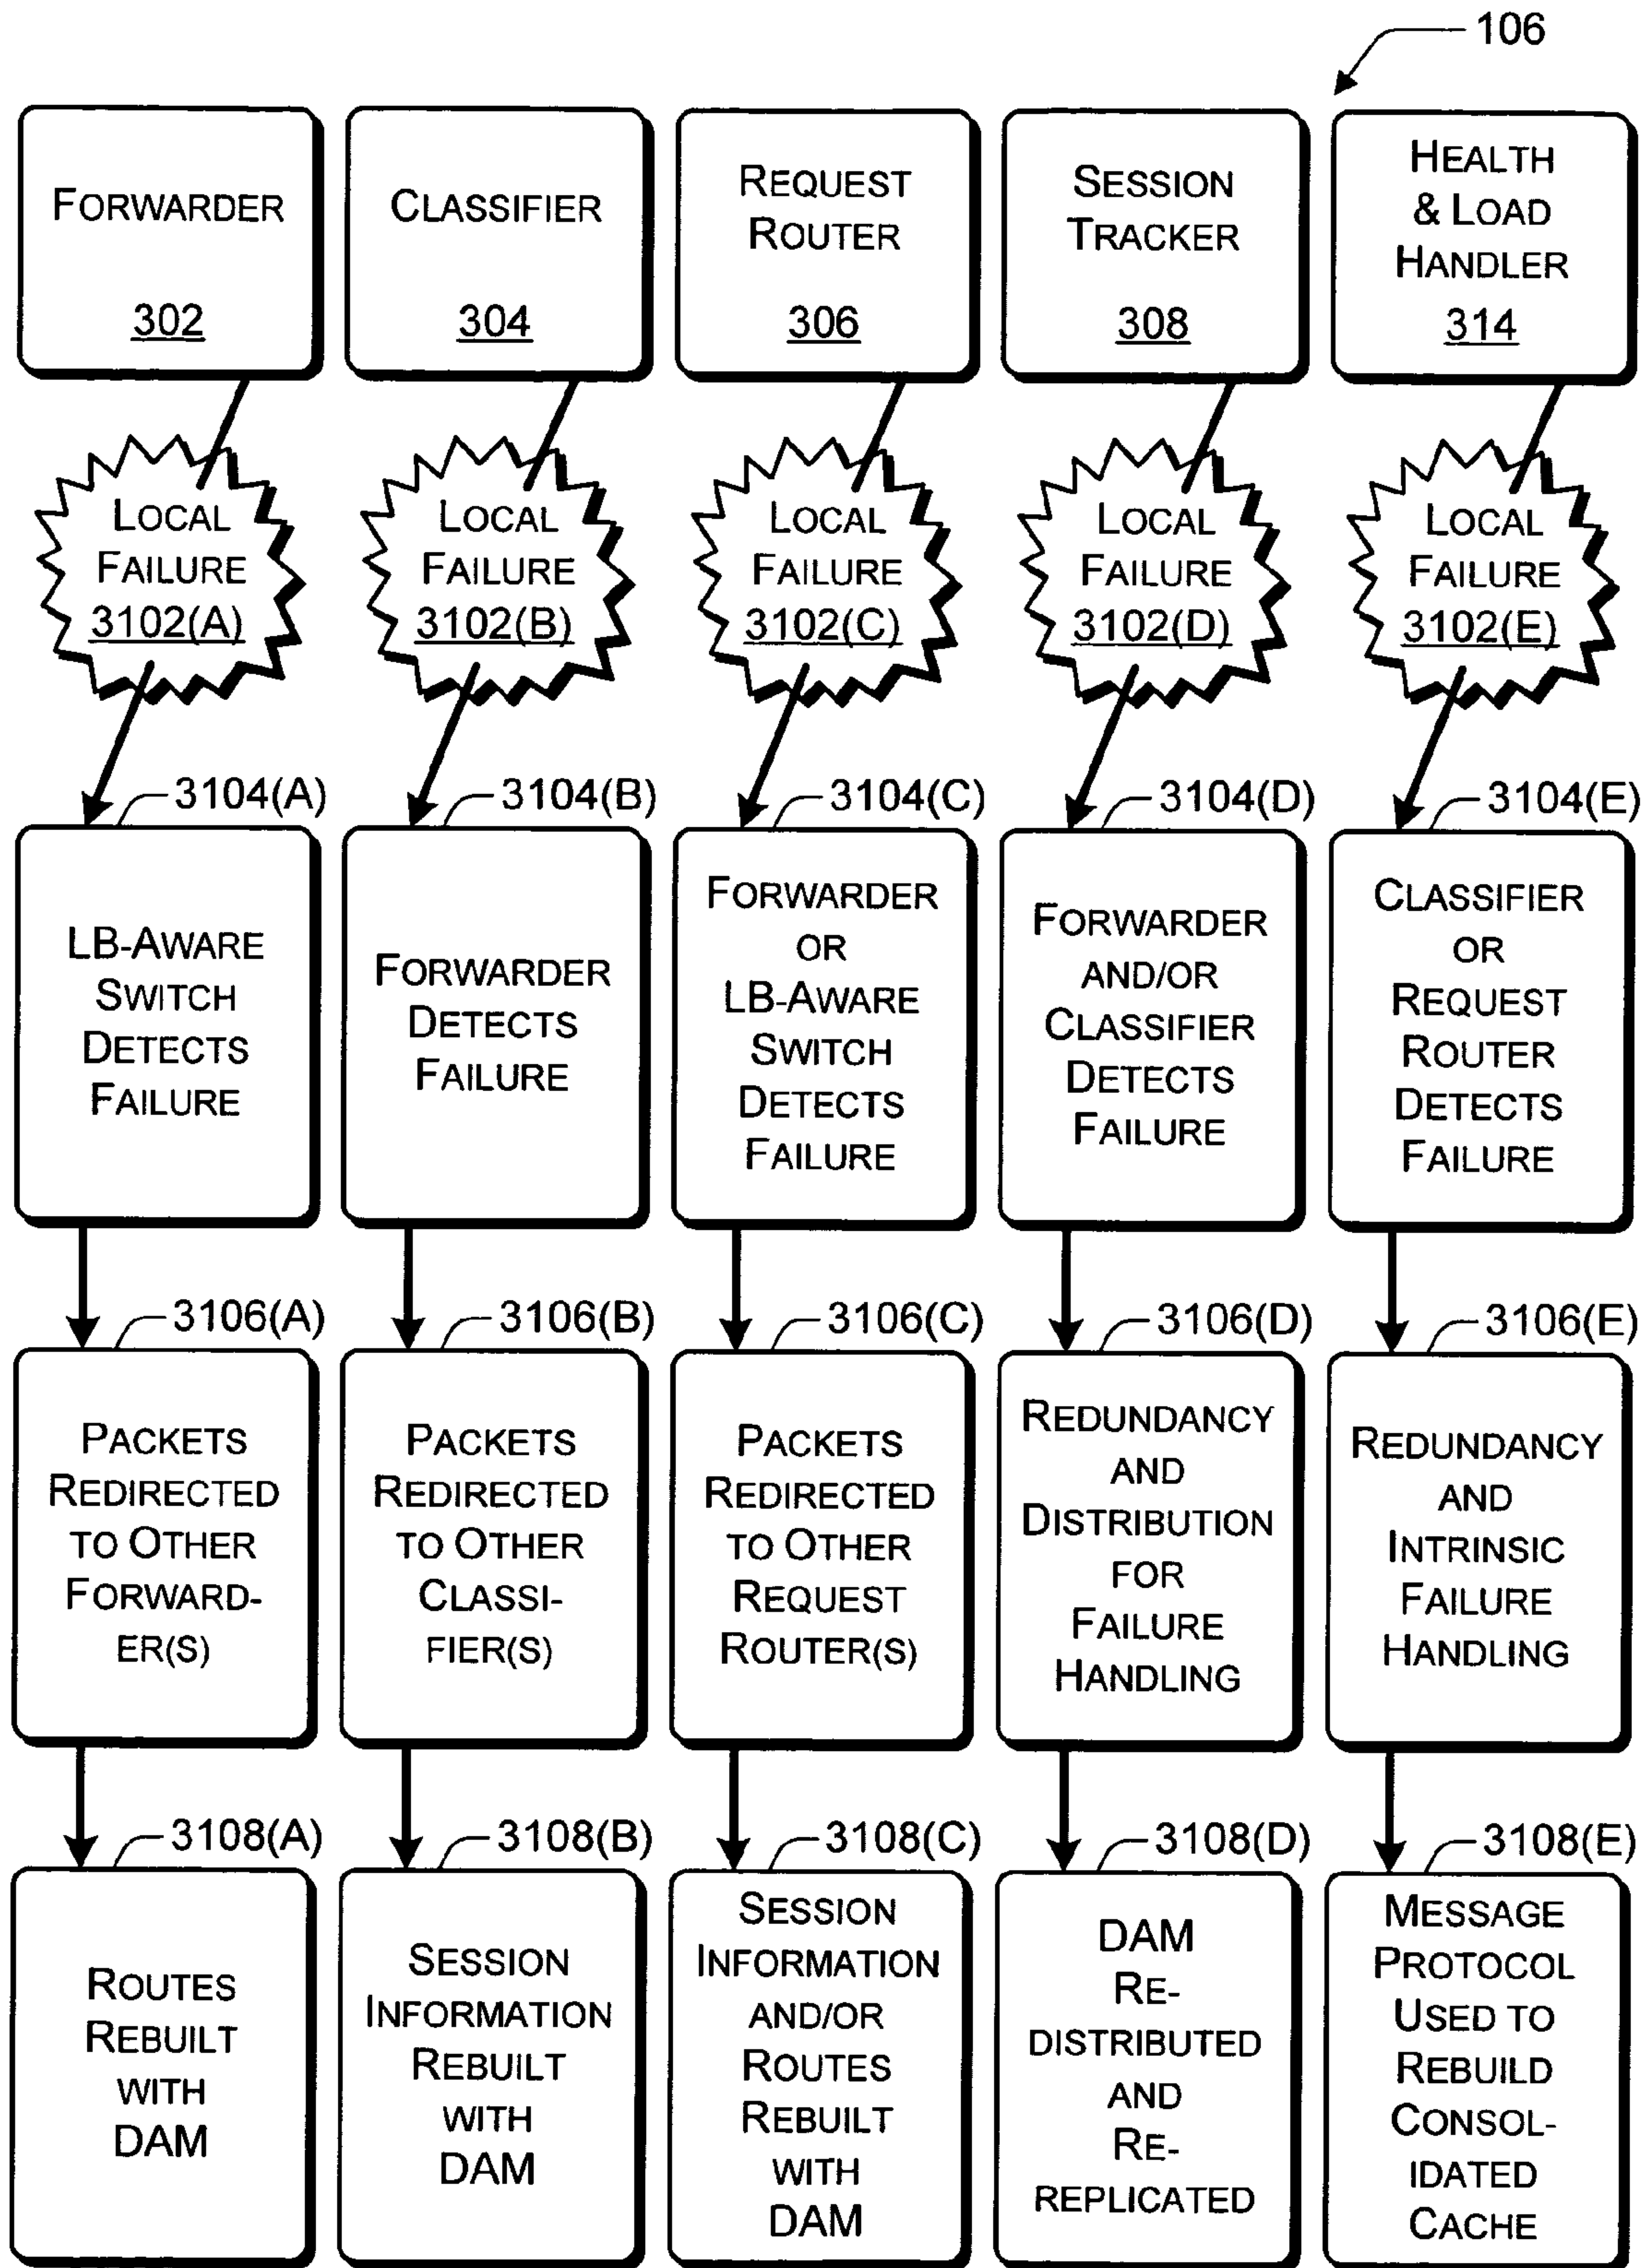 106
FORWARDER
302
CLASSIFIER
304
REQUEST
ROUTER
306
SESSION
TRACKER
308
HEALTH
& LOAD
HANDLER
314
LOCAL
FAILURE
3102(A)
LOCAL
FAILURE
3102(B)
LOCAL
FAILURE
3102(C)
LOCAL
FAILURE
3102(D)
LOCAL
FAILURE
3102(E)
3104(A)
LB-AWARE
SWITCH
DETECTS
FAILURE
3104(B)
FORWARDER
DETECTS
FAILURE
3104(C)
FORWARDER
OR
LB-AWARE
SWITCH
DETECTS
FAILURE
3104(D)
FORWARDER
AND/OR
CLASSIFIER
DETECTS
FAILURE
3104(E)
CLASSIFIER
OR
REQUEST
ROUTER
DETECTS
FAILURE
3106(A)
PACKETS
REDIRECTED
TO OTHER
FORWARD-
ER(S)
3106(B)
PACKETS
REDIRECTED
TO OTHER
CLASSI-
FIER(S)
3106(C)
PACKETS
REDIRECTED
TO OTHER
REQUEST
ROUTER(S)
3106(D)
REDUNDANCY
AND
DISTRIBUTION
FOR
FAILURE
HANDLING
3106(E)
REDUNDANCY
AND
INTRINSIC
FAILURE
HANDLING
3108(A)
ROUTES
REBUILT
WITH
DAM
3108(B)
SESSION
INFORMATION
REBUILT
WITH
DAM
3108(C)
SESSION
INFORMATION
AND/OR
ROUTES
REBUILT
WITH
DAM
3108(D)
DAM
RE-
DISTRIBUTED
AND
RE-
REPLICATED
3108(E)
MESSAGE
PROTOCOL
USED TO
REBUILD
CONSOL-
IDATED
CACHE